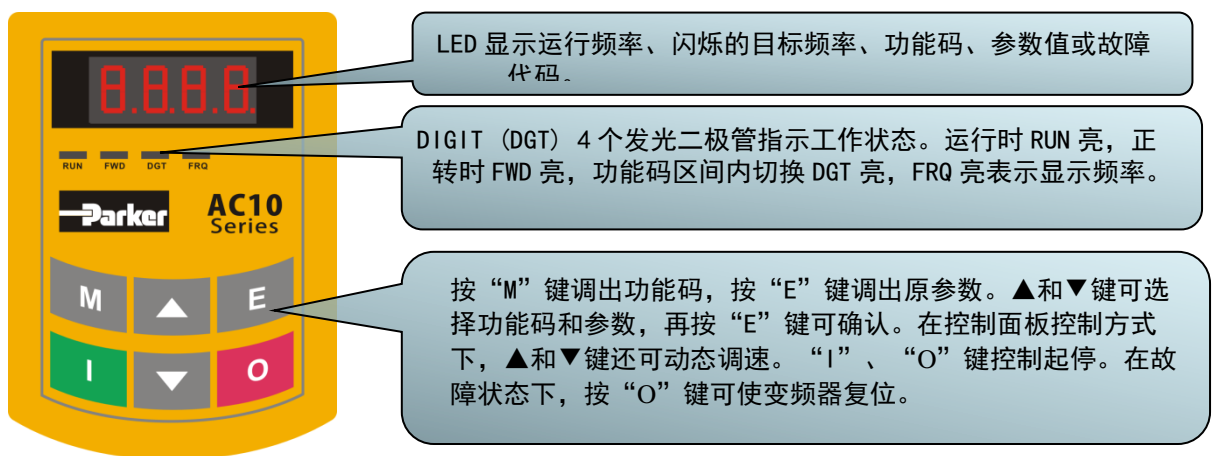 LED 显示运行频率、闪烁的目标频率、功能码、参数值或故障
代码。
8.8.8.8.
DIGIT (DGT) 4 个发光二极管指示工作状态。运行时 RUN 亮，正
转时 FWD 亮，功能码区间内切换 DGT 亮，FRQ 亮表示显示频率。
RUN FWD DGT FRQ
Parker
AC10
Series
按“M”键调出功能码，按“E”键调出原参数。▲和▼键可选
择功能码和参数，再按“E”键可确认。在控制面板控制方式
下，▲和▼键还可动态调速。“I”、“O”键控制起停。在故
障状态下，按“O”键可使变频器复位。
M ▲ E
I ▼ O